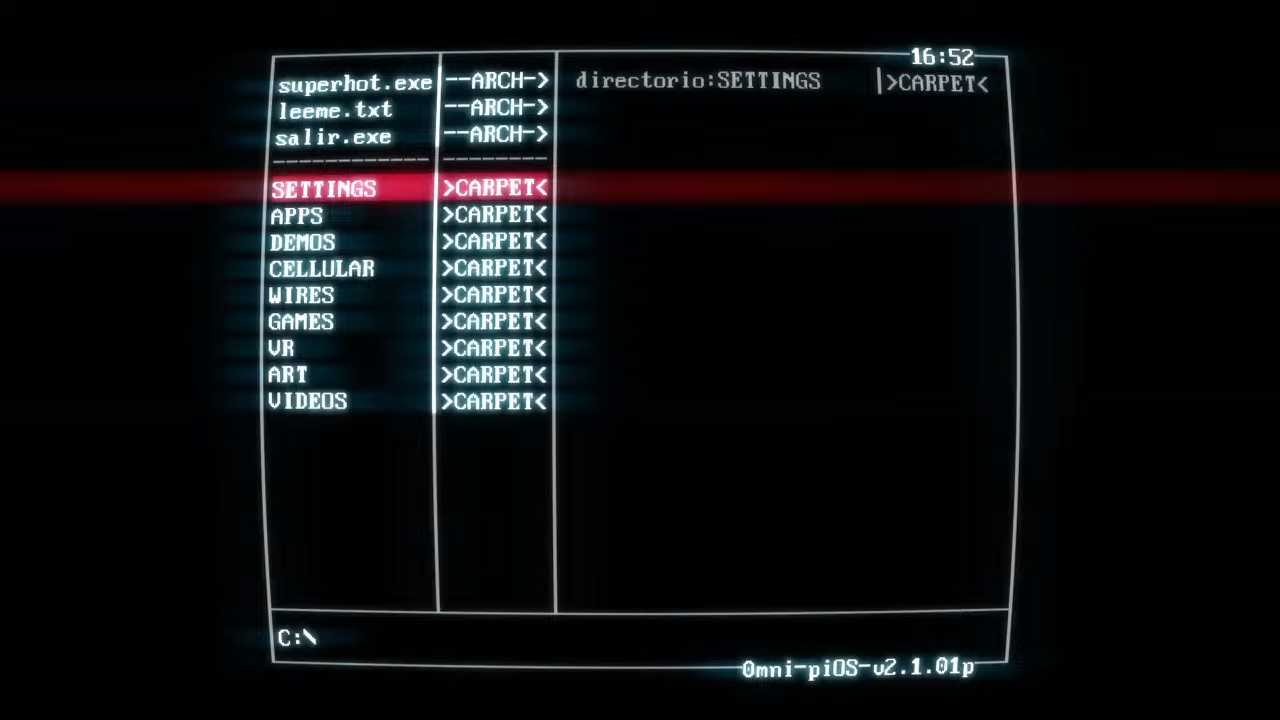 16:52
superhot.exe --ARCH-> directorio:SETTINGS |>CARPET<
leeme.txt --ARCH->
salir.exe --ARCH->
------------ --------
SETTINGS >CARPET<
APPS >CARPET<
DEMOS >CARPET<
CELLULAR >CARPET<
WIRES >CARPET<
GAMES >CARPET<
VR >CARPET<
ART >CARPET<
VIDEOS >CARPET<
C:\
0mni-piOS-v2.1.01p